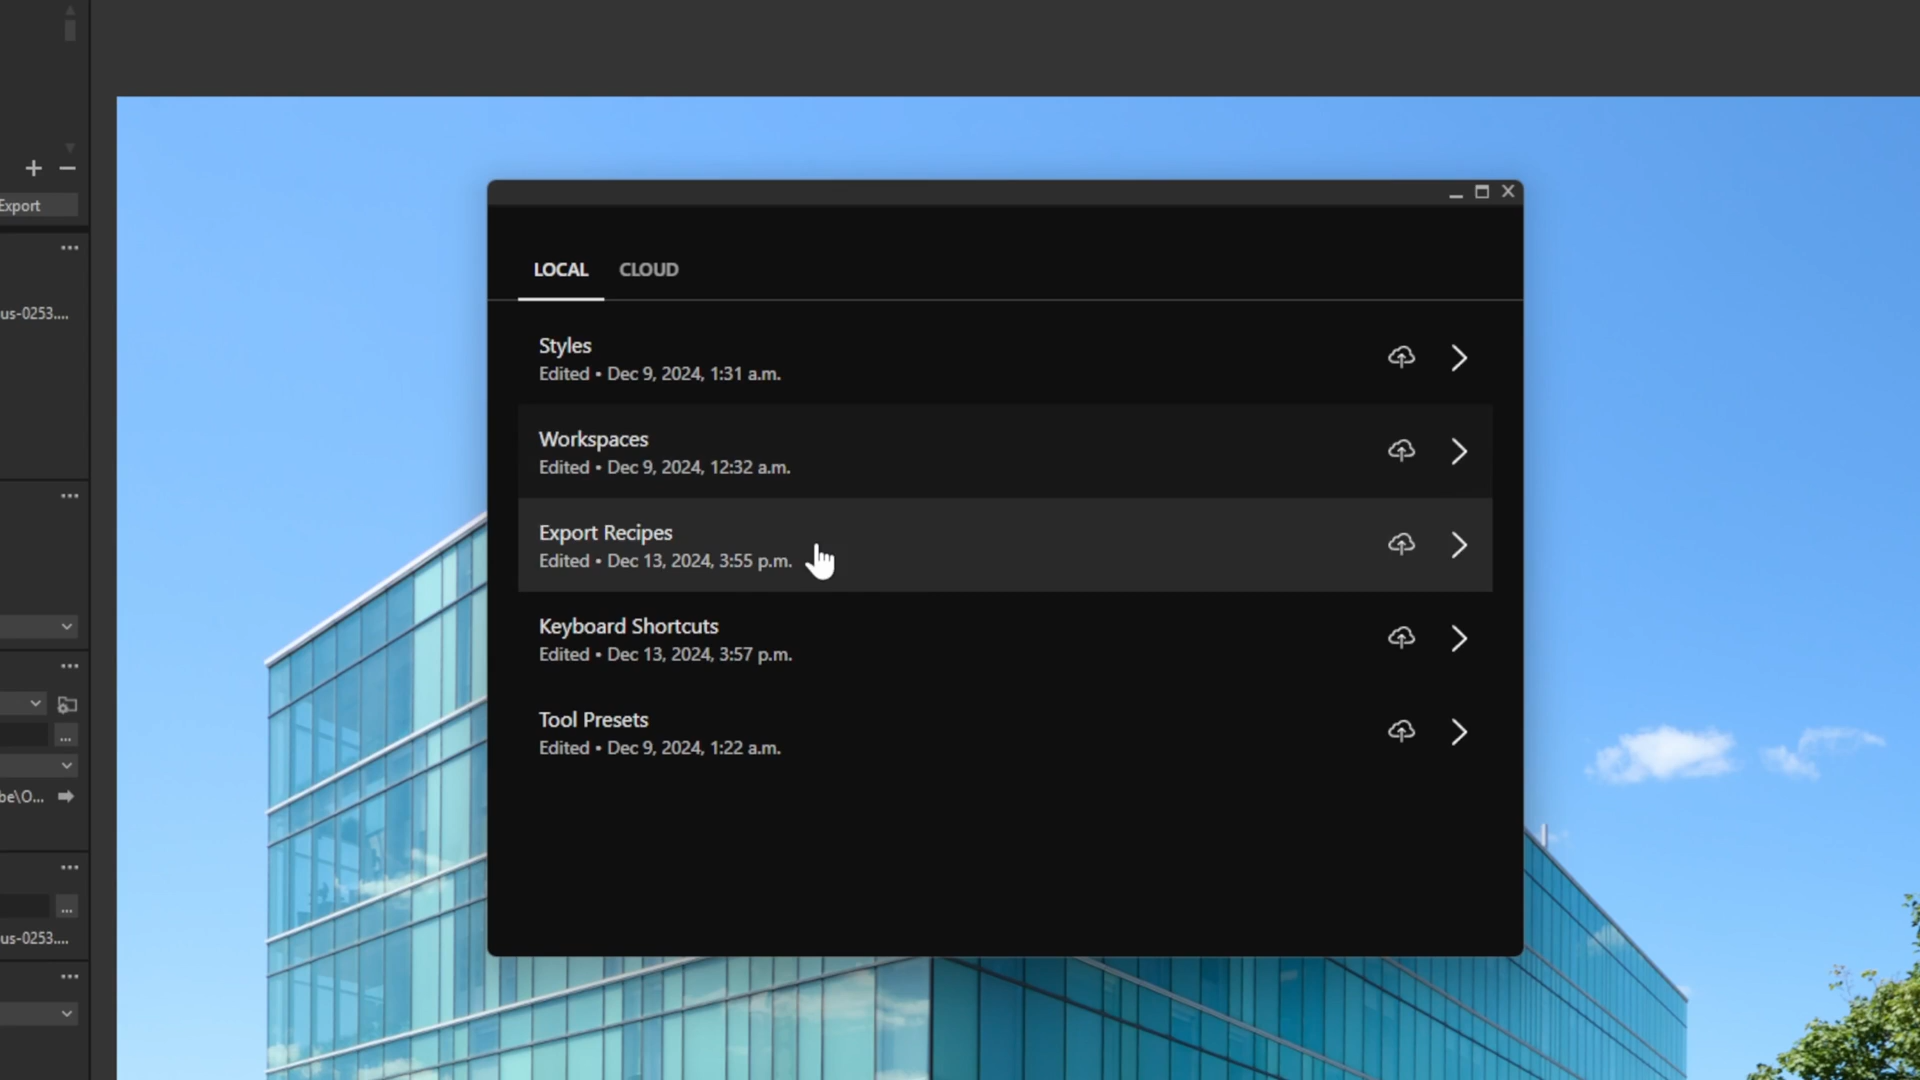 Export
us-0253....
be\O...
us-0253....
LOCAL CLOUD
Styles
Edited • Dec 9, 2024, 1:31 a.m.
Workspaces
Edited • Dec 9, 2024, 12:32 a.m.
Export Recipes
Edited • Dec 13, 2024, 3:55 p.m.
Keyboard Shortcuts
Edited • Dec 13, 2024, 3:57 p.m.
Tool Presets
Edited • Dec 9, 2024, 1:22 a.m.